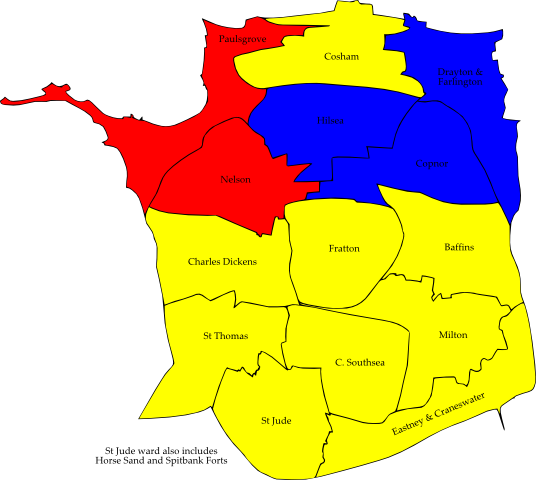 Paulsgrove
Cosham
Drayton &
Farlington
Hilsea
Copnor
Nelson
Charles Dickens
Fratton
Baffins
St Thomas
C. Southsea
Milton
Eastney & Craneswater
St Jude
St Jude ward also includes
Horse Sand and Spitbank Forts